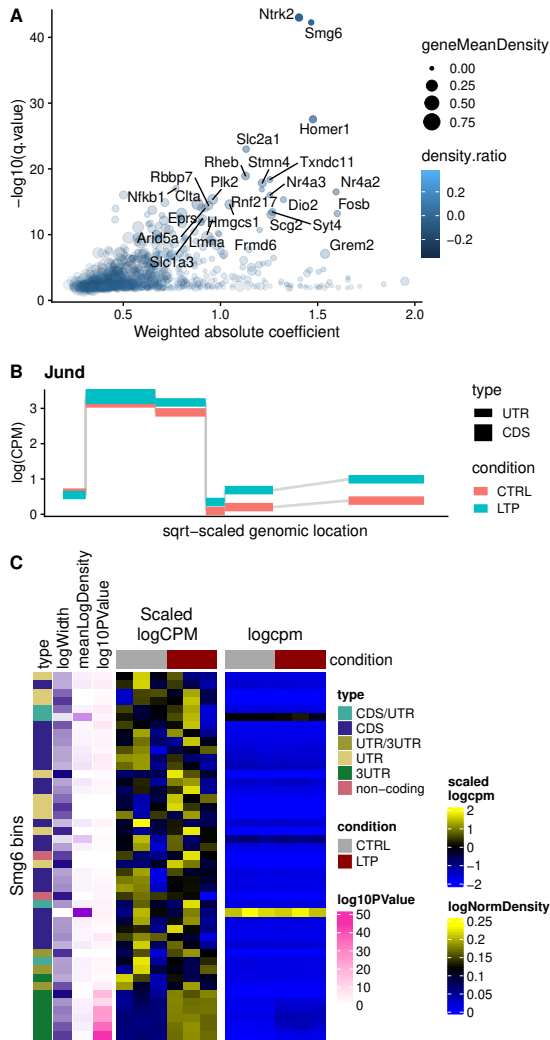 A
40
30
20
10
2
0.5
1.0
1.5
2.0
−log10(q.value)
Weighted absolute coefficient
Ntrk2
Smg6
Homer1
Slc2a1
Rheb
Stmn4
Txndc11
Rbbp7
Plk2
Nr4a3
Nr4a2
Nfkb1
Clta
Rnf217
Dio2
Fosb
Eprs
Hmgcs1
Scg2
Syt4
Arid5a
Lmna
Frmd6
Grem2
Slc1a3
geneMeanDensity
0.00
0.25
0.50
0.75
density.ratio
0.2
0.0
−0.2
B Jund
3
2
1
0
log(CPM)
sqrt−scaled genomic location
type
UTR
CDS
condition
CTRL
LTP
C
type
logWidth
meanLogDensity
log10PValue
Scaled
logCPM
logcpm
condition
Smg6 bins
type
CDS/UTR
CDS
UTR/3UTR
UTR
3UTR
non−coding
condition
CTRL
LTP
log10PValue
50
40
30
20
10
0
scaled
logcpm
2
1
0
−1
−2
logNormDensity
0.25
0.2
0.15
0.1
0.05
0